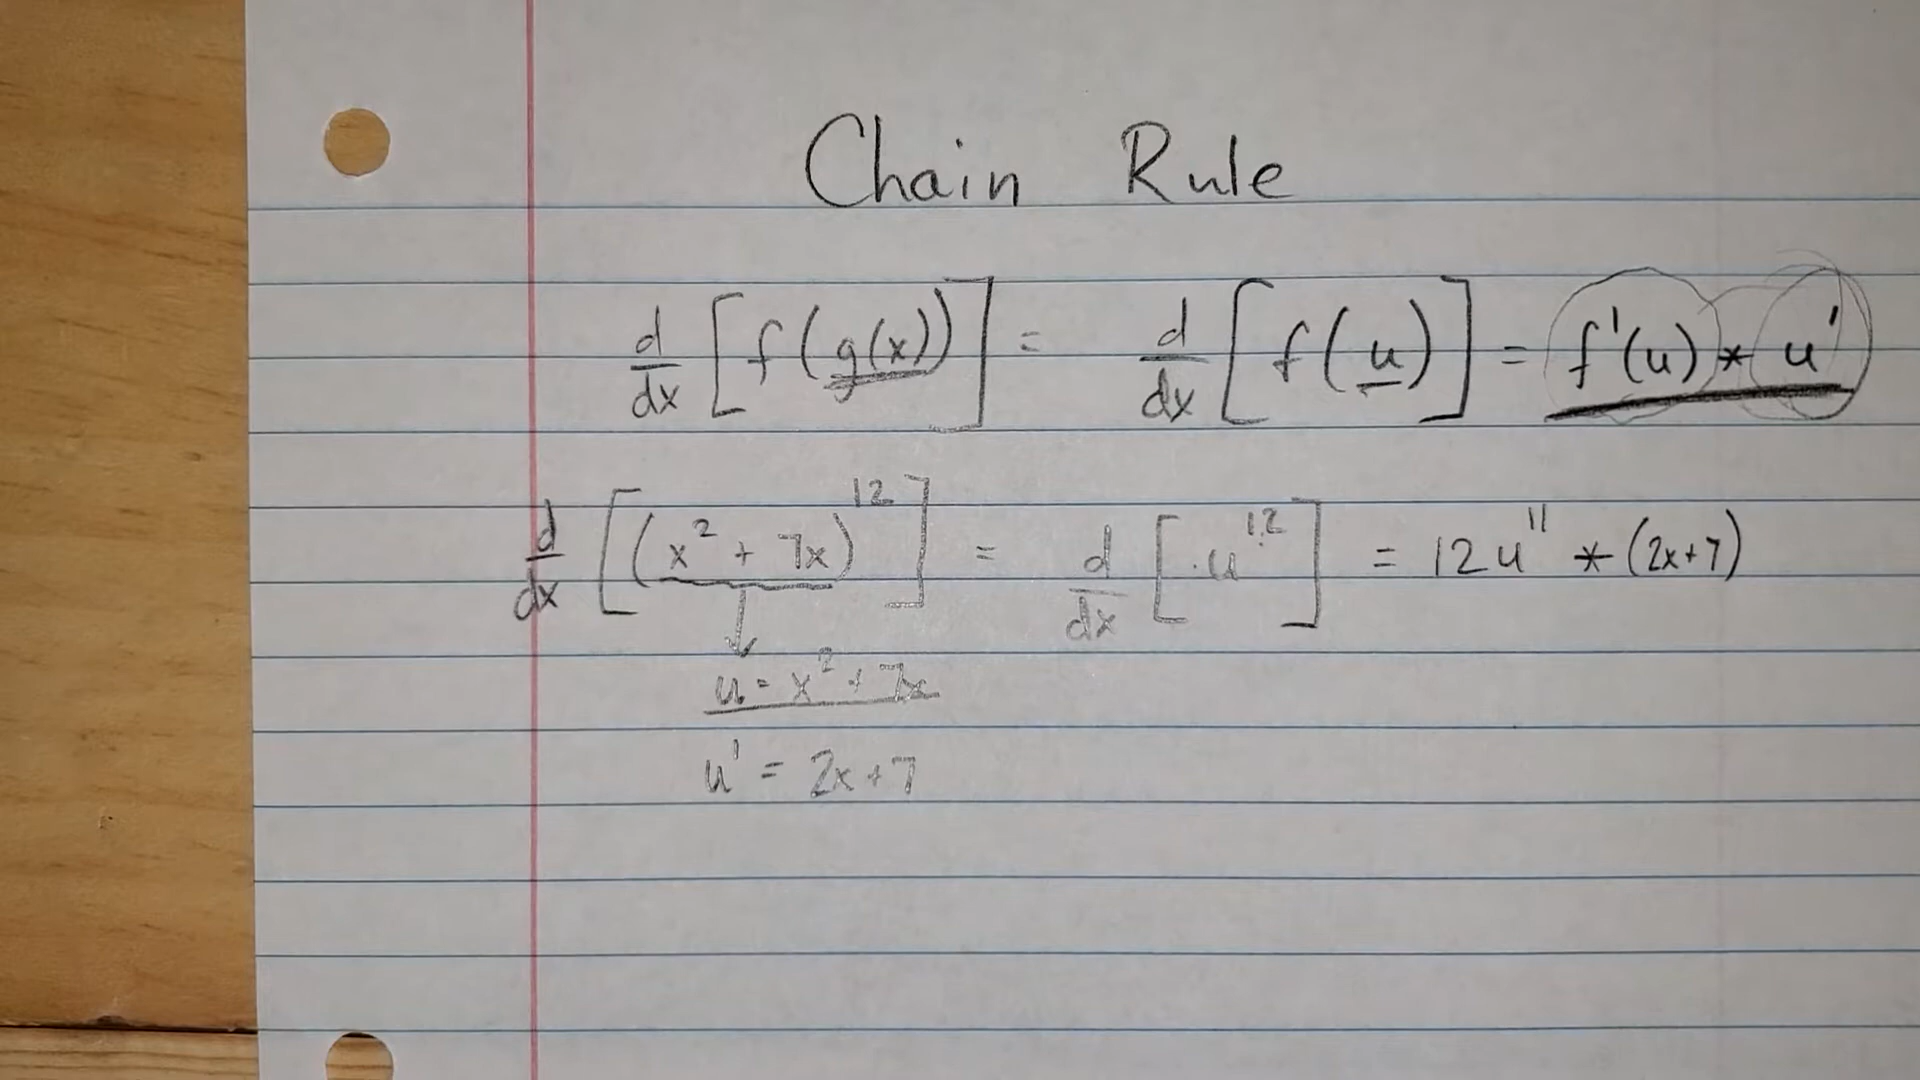 Chain Rule
d/dx [f(g(x))] = d/dx [f(u)] = f'(u) * u'
d/dx [(x² + 7x)¹²] = d/dx [u¹²] = 12u¹¹ * (2x+7)
u = x² + 7x
u' = 2x+7